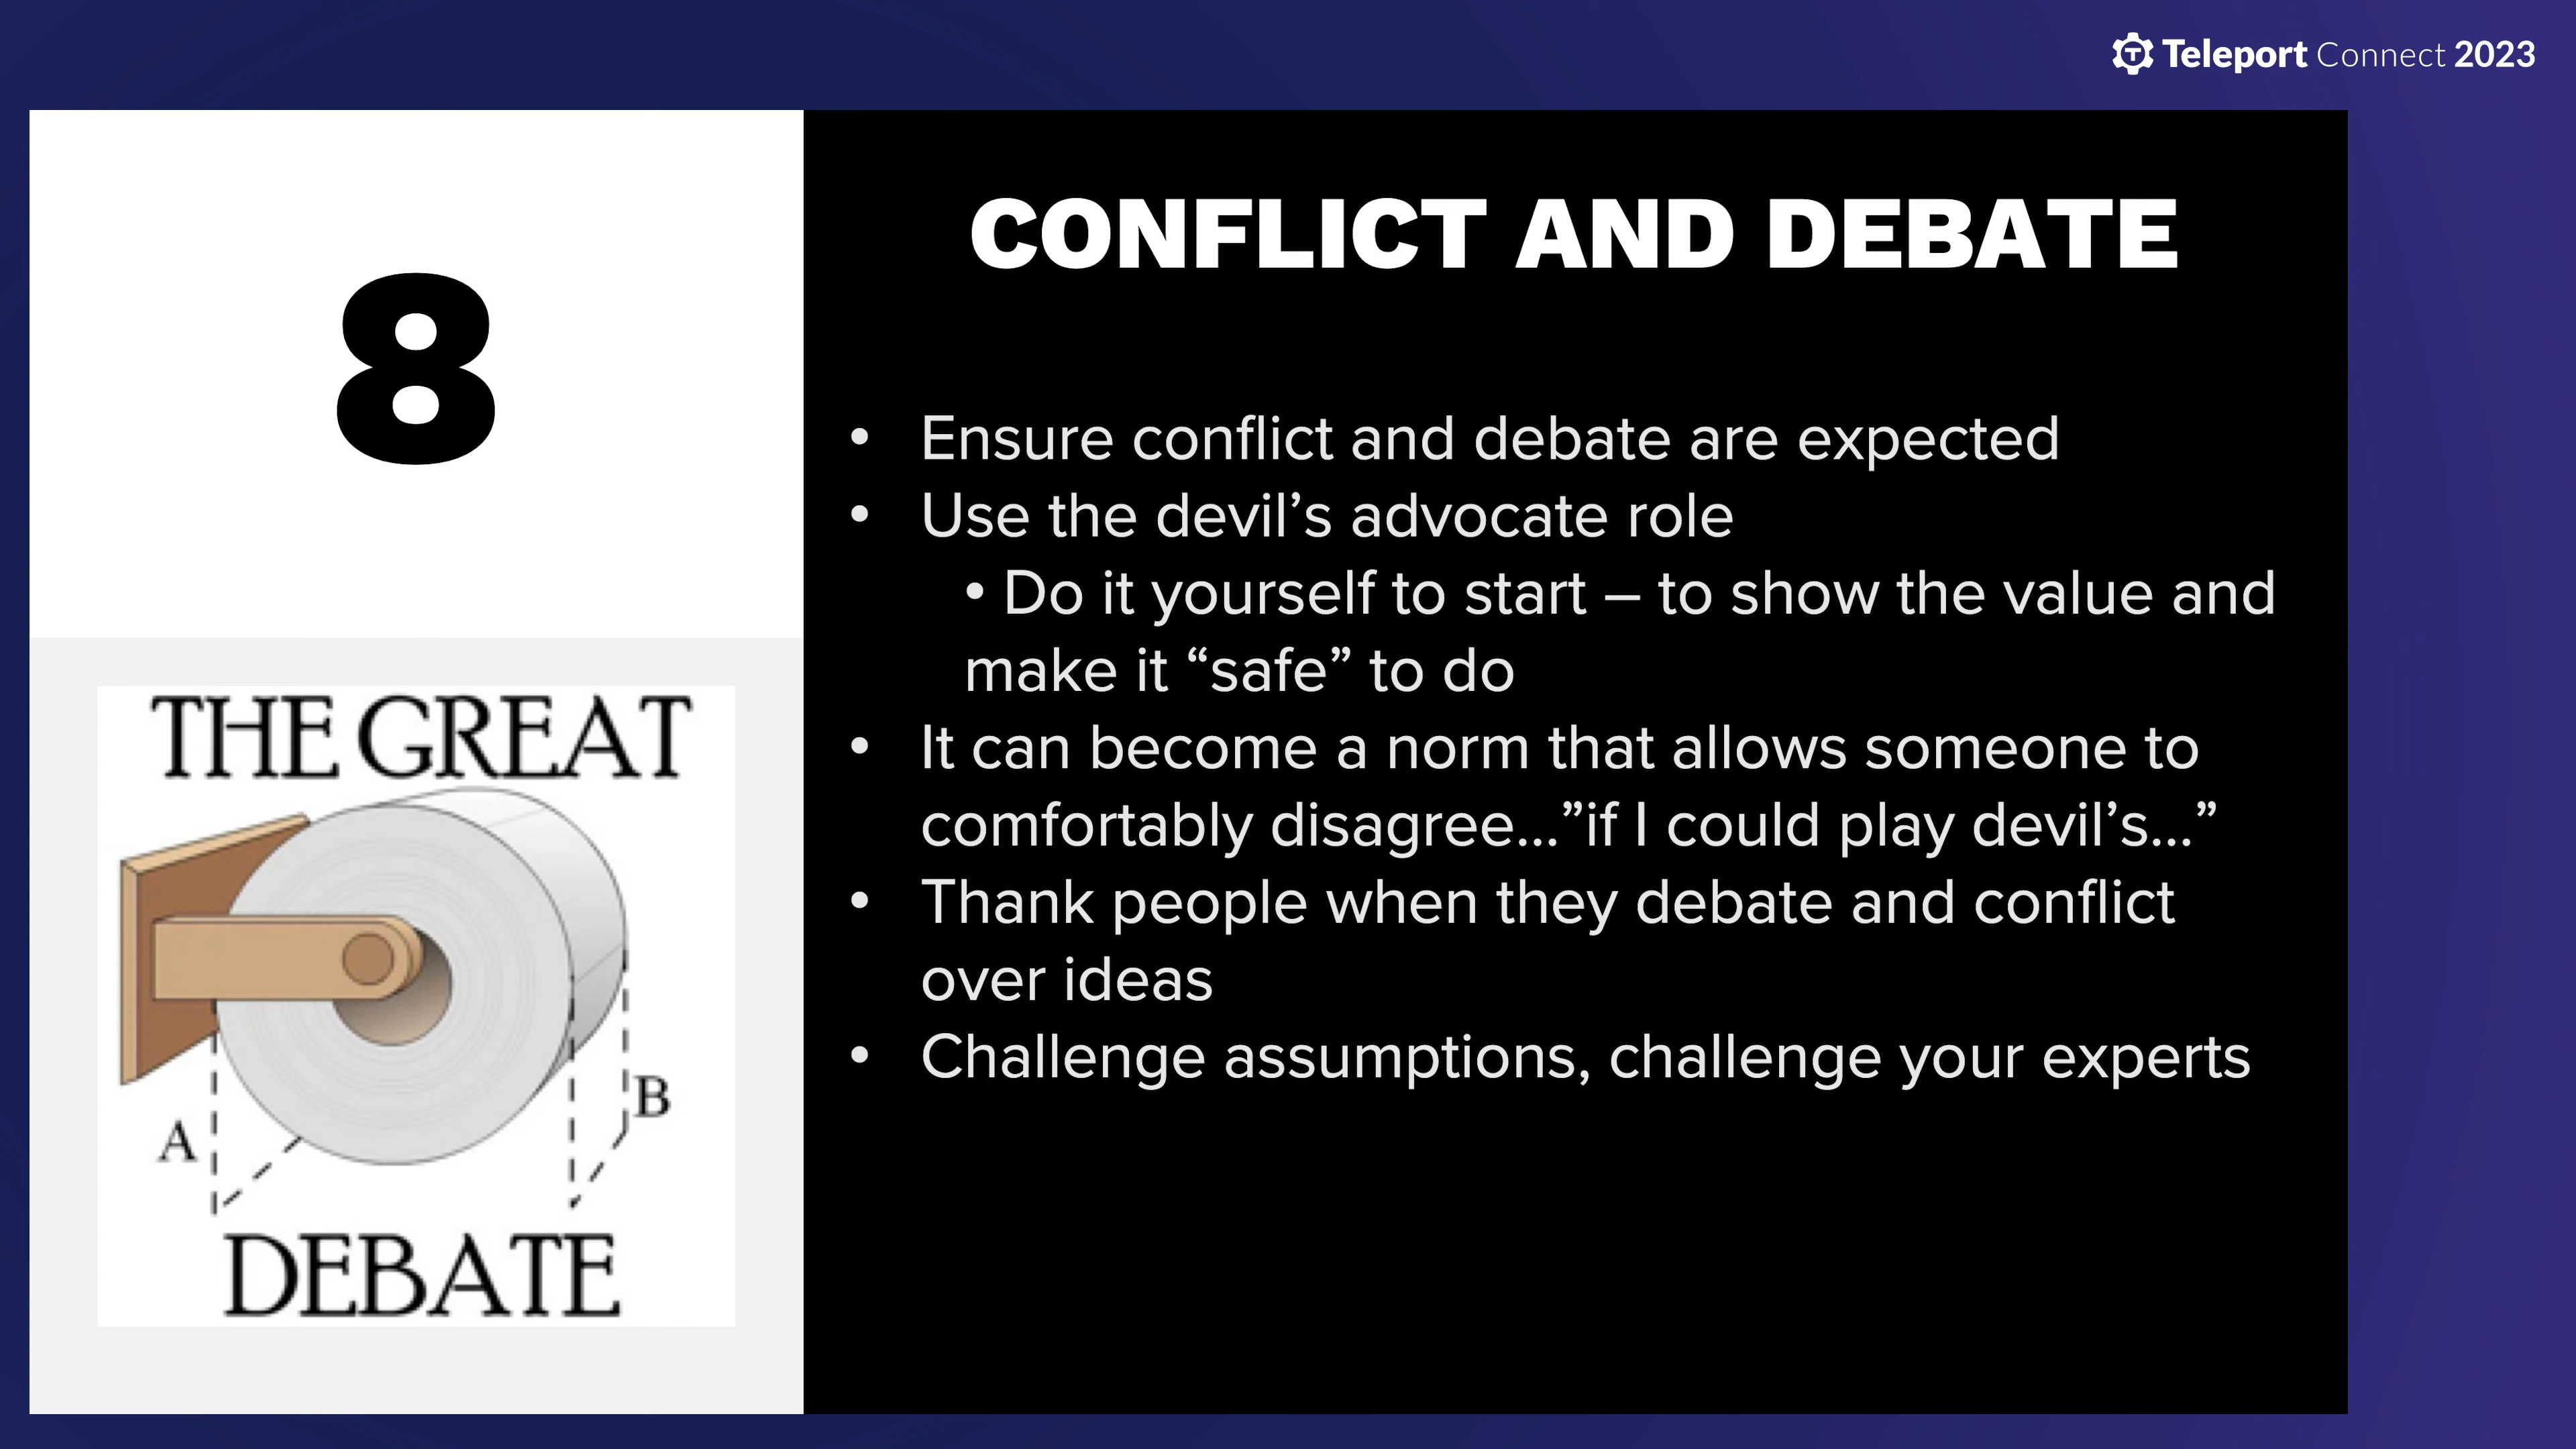 Teleport Connect 2023
8
CONFLICT AND DEBATE
• Ensure conflict and debate are expected
• Use the devil’s advocate role
• Do it yourself to start – to show the value and
make it “safe” to do
• It can become a norm that allows someone to
comfortably disagree…”if I could play devil’s…”
• Thank people when they debate and conflict
over ideas
• Challenge assumptions, challenge your experts
THE GREAT
A
B
DEBATE